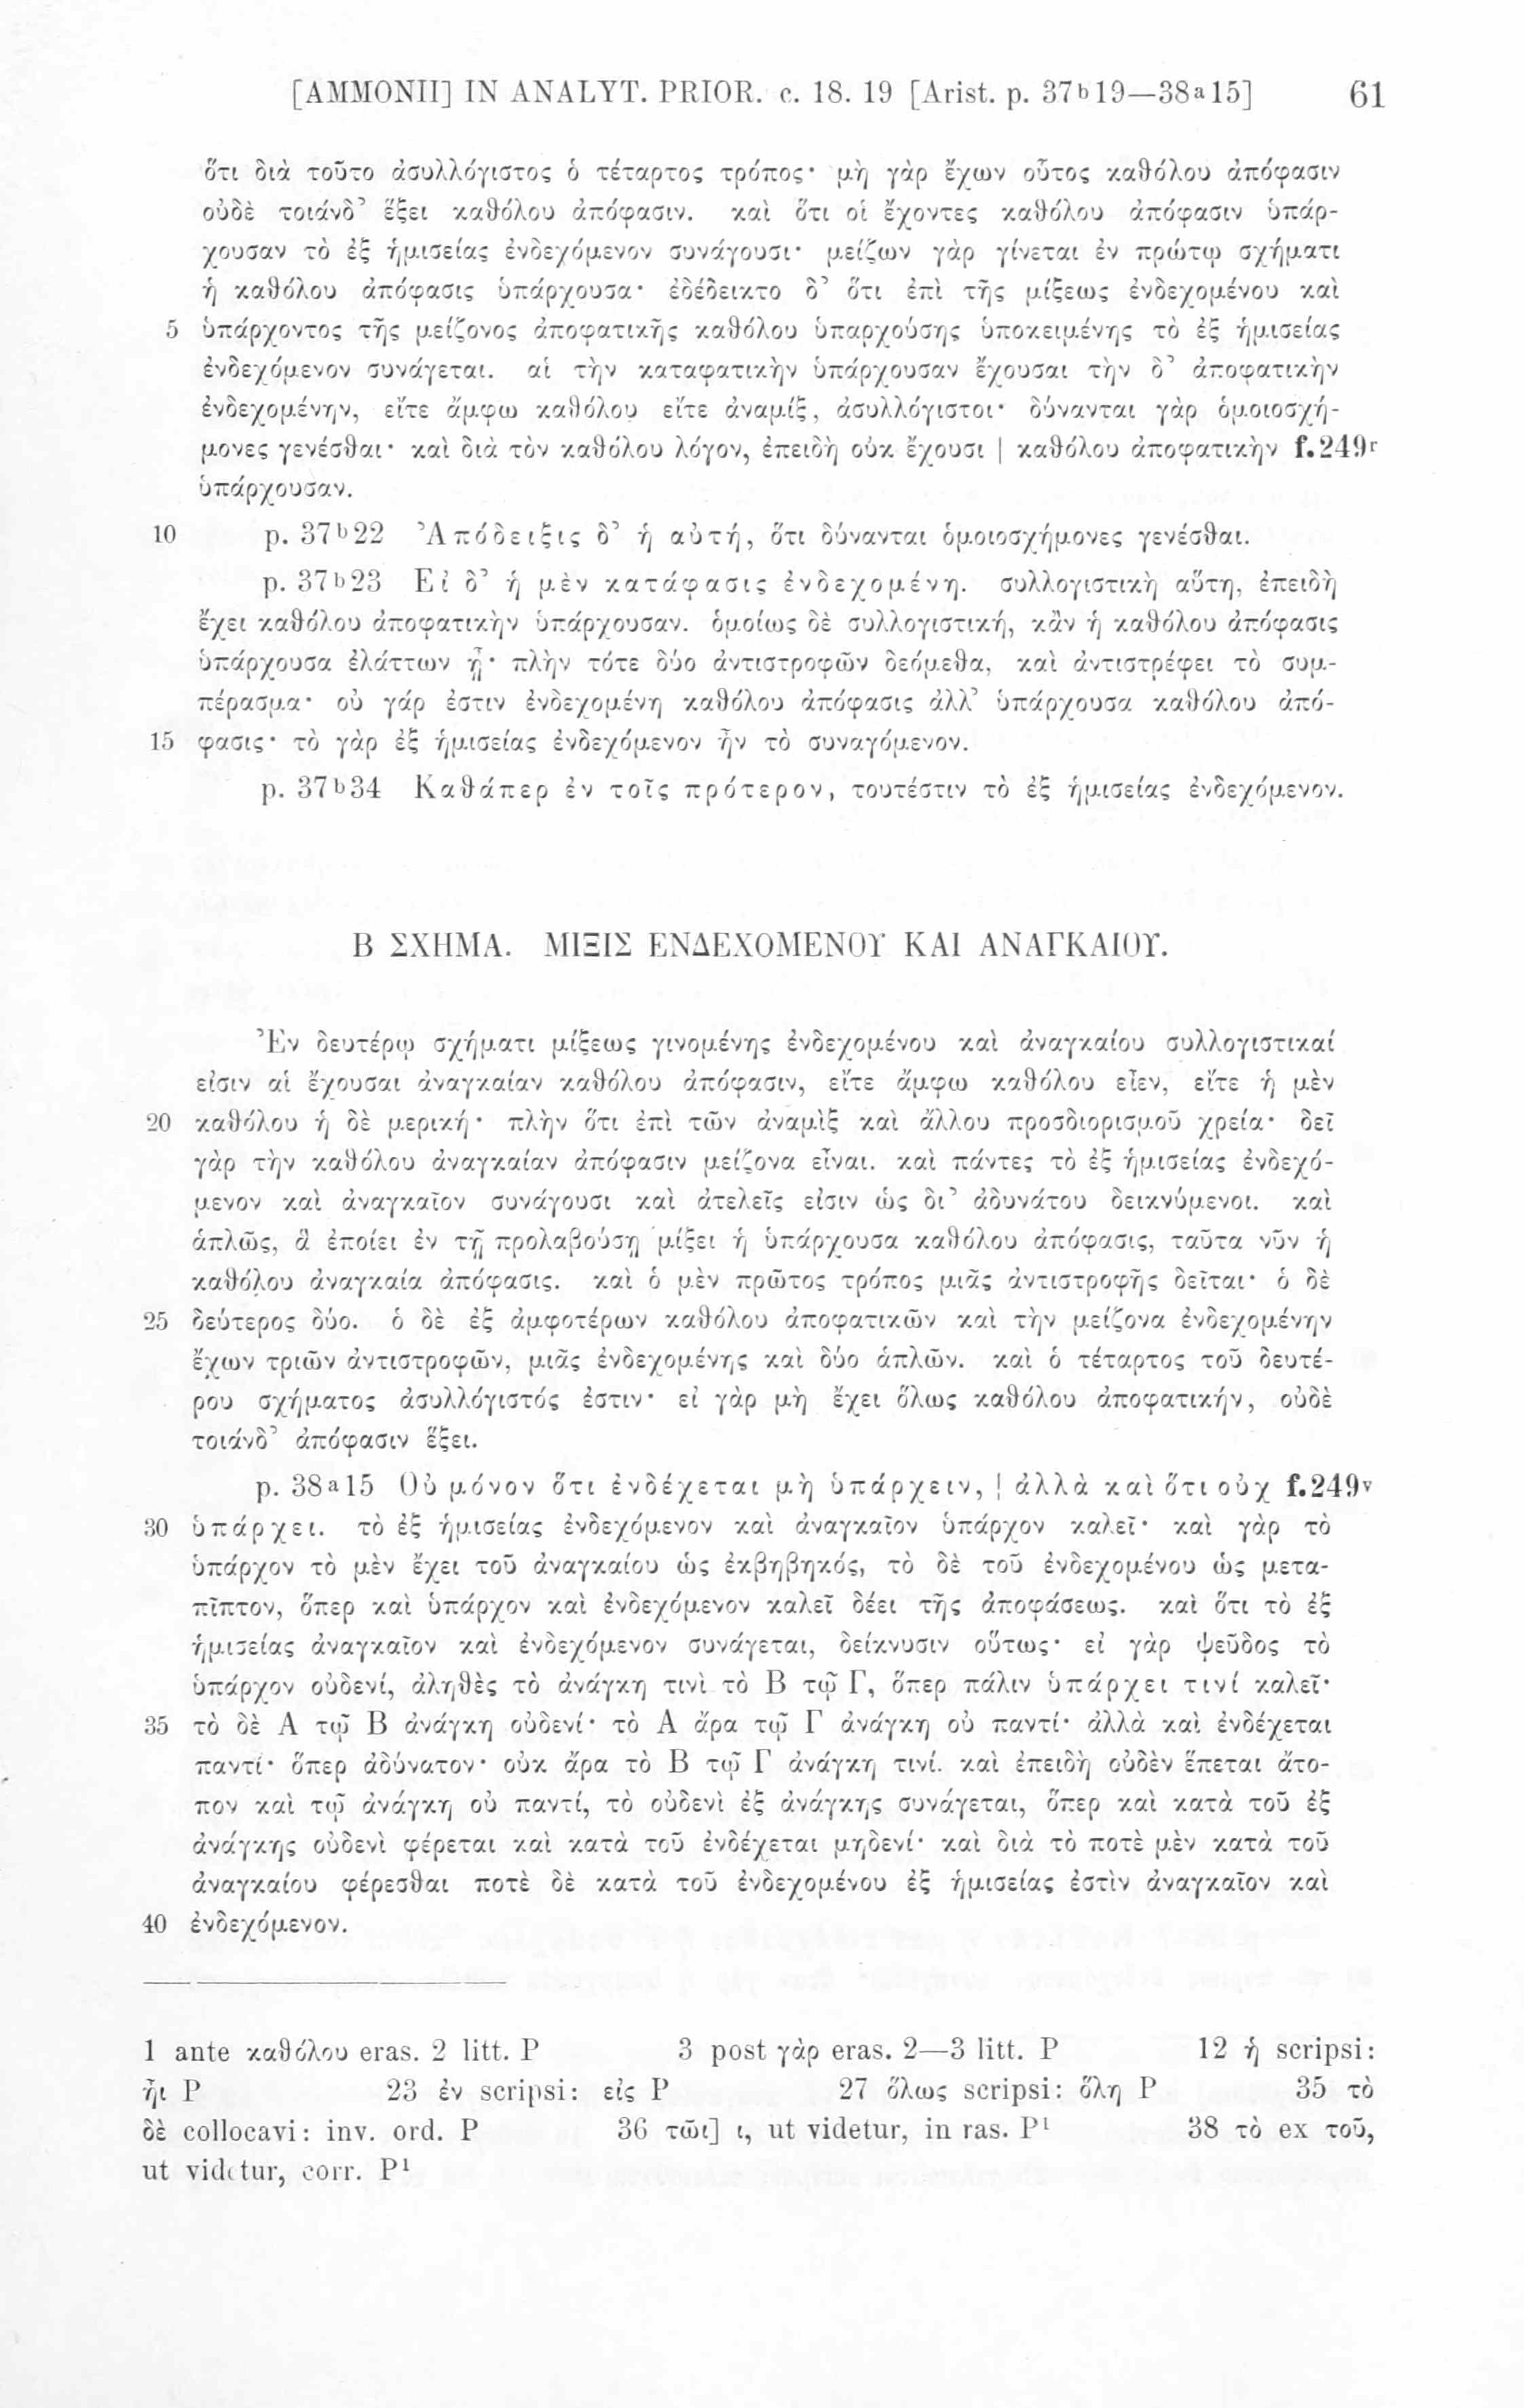 [AMMONII] IN ANALYT. PRIOR. c. 18. 19 [Arist. p. 37b19—38a15] 61
ὅτι διὰ τοῦτο ἀσυλλόγιστος ὁ τέταρτος τρόπος· μὴ γὰρ ἔχων οὗτος καθόλου ἀπόφασιν
οὐδὲ τοιάνδ’ ἕξει καθόλου ἀπόφασιν. καὶ ὅτι οἱ ἔχοντες καθόλου ἀπόφασιν ὑπάρ-
χουσαν τὸ ἐξ ἡμισείας ἐνδεχόμενον συνάγουσι· μείζων γὰρ γίνεται ἐν πρώτῳ σχήματι
ἡ καθόλου ἀπόφασις ὑπάρχουσα· ἐδέδεικτο δ’ ὅτι ἐπὶ τῆς μίξεως ἐνδεχομένου καὶ
5 ὑπάρχοντος τῆς μείζονος ἀποφατικῆς καθόλου ὑπαρχούσης ὑποκειμένης τὸ ἐξ ἡμισείας
ἐνδεχόμενον συνάγεται. αἱ τὴν καταφατικὴν ὑπάρχουσαν ἔχουσαι τὴν δ’ ἀποφατικὴν
ἐνδεχομένην, εἴτε ἄμφω καθόλου εἴτε ἀναμίξ, ἀσυλλόγιστοι· δύνανται γὰρ ὁμοιοσχή-
μονες γενέσθαι· καὶ διὰ τὸν καθόλου λόγον, ἐπειδὴ οὐκ ἔχουσι | καθόλου ἀποφατικὴν f.249r
ὑπάρχουσαν.
10 p. 37b22 Ἀπόδειξις δ’ ἡ αὐτή, ὅτι δύνανται ὁμοιοσχήμονες γενέσθαι.
p. 37b23 Εἰ δ’ ἡ μὲν κατάφασις ἐνδεχομένη. συλλογιστικὴ αὕτη, ἐπειδὴ
ἔχει καθόλου ἀποφατικὴν ὑπάρχουσαν. ὁμοίως δὲ συλλογιστική, κἂν ἡ καθόλου ἀπόφασις
ὑπάρχουσα ἐλάττων ᾖ· πλὴν τότε δύο ἀντιστροφῶν δεόμεθα, καὶ ἀντιστρέφει τὸ συμ-
πέρασμα· οὐ γάρ ἐστιν ἐνδεχομένη καθόλου ἀπόφασις ἀλλ’ ὑπάρχουσα καθόλου ἀπό-
15 φασις· τὸ γὰρ ἐξ ἡμισείας ἐνδεχόμενον ἦν τὸ συναγόμενον.
p. 37b34 Καθάπερ ἐν τοῖς πρότερον, τουτέστιν τὸ ἐξ ἡμισείας ἐνδεχόμενον.
Β ΣΧΗΜΑ. ΜΙΞΙΣ ΕΝΔΕΧΟΜΕΝΟΥ ΚΑΙ ΑΝΑΓΚΑΙΟΥ.
Ἐν δευτέρῳ σχήματι μίξεως γινομένης ἐνδεχομένου καὶ ἀναγκαίου συλλογιστικαί
εἰσιν αἱ ἔχουσαι ἀναγκαίαν καθόλου ἀπόφασιν, εἴτε ἄμφω καθόλου εἶεν, εἴτε ἡ μὲν
20 καθόλου ἡ δὲ μερική· πλὴν ὅτι ἐπὶ τῶν ἀναμὶξ καὶ ἄλλου προσδιορισμοῦ χρεία· δεῖ
γὰρ τὴν καθόλου ἀναγκαίαν ἀπόφασιν μείζονα εἶναι. καὶ πάντες τὸ ἐξ ἡμισείας ἐνδεχό-
μενον καὶ ἀναγκαῖον συνάγουσι καὶ ἀτελεῖς εἰσιν ὡς δι’ ἀδυνάτου δεικνύμενοι. καὶ
ἁπλῶς, ἃ ἐποίει ἐν τῇ προλαβούσῃ μίξει ἡ ὑπάρχουσα καθόλου ἀπόφασις, ταῦτα νῦν ἡ
καθόλου ἀναγκαία ἀπόφασις. καὶ ὁ μὲν πρῶτος τρόπος μιᾶς ἀντιστροφῆς δεῖται· ὁ δὲ
25 δεύτερος δύο. ὁ δὲ ἐξ ἀμφοτέρων καθόλου ἀποφατικῶν καὶ τὴν μείζονα ἐνδεχομένην
ἔχων τριῶν ἀντιστροφῶν, μιᾶς ἐνδεχομένης καὶ δύο ἁπλῶν. καὶ ὁ τέταρτος τοῦ δευτέ-
ρου σχήματος ἀσυλλόγιστός ἐστιν· εἰ γὰρ μὴ ἔχει ὅλως καθόλου ἀποφατικήν, οὐδὲ
τοιάνδ’ ἀπόφασιν ἕξει.
p. 38a15 Οὐ μόνον ὅτι ἐνδέχεται μὴ ὑπάρχειν, | ἀλλὰ καὶ ὅτι οὐχ f.249v
30 ὑπάρχει. τὸ ἐξ ἡμισείας ἐνδεχόμενον καὶ ἀναγκαῖον ὑπάρχον καλεῖ· καὶ γὰρ τὸ
ὑπάρχον τὸ μὲν ἔχει τοῦ ἀναγκαίου ὡς ἐκβηβηκός, τὸ δὲ τοῦ ἐνδεχομένου ὡς μετα-
πῖπτον, ὅπερ καὶ ὑπάρχον καὶ ἐνδεχόμενον καλεῖ δέει τῆς ἀποφάσεως. καὶ ὅτι τὸ ἐξ
ἡμισείας ἀναγκαῖον καὶ ἐνδεχόμενον συνάγεται, δείκνυσιν οὕτως· εἰ γὰρ ψεῦδος τὸ
ὑπάρχον οὐδενί, ἀληθὲς τὸ ἀνάγκη τινὶ τὸ Β τῷ Γ, ὅπερ πάλιν ὑπάρχει τινί καλεῖ·
35 τὸ δὲ Α τῷ Β ἀνάγκη οὐδενί· τὸ Α ἄρα τῷ Γ ἀνάγκη οὐ παντί· ἀλλὰ καὶ ἐνδέχεται
παντί· ὅπερ ἀδύνατον· οὐκ ἄρα τὸ Β τῷ Γ ἀνάγκη τινί. καὶ ἐπειδὴ οὐδὲν ἕπεται ἄτο-
πον καὶ τῷ ἀνάγκη οὐ παντί, τὸ οὐδενὶ ἐξ ἀνάγκης συνάγεται, ὅπερ καὶ κατὰ τοῦ ἐξ
ἀνάγκης οὐδενὶ φέρεται καὶ κατὰ τοῦ ἐνδέχεται μηδενί· καὶ διὰ τὸ ποτὲ μὲν κατὰ τοῦ
ἀναγκαίου φέρεσθαι ποτὲ δὲ κατὰ τοῦ ἐνδεχομένου ἐξ ἡμισείας ἐστὶν ἀναγκαῖον καὶ
40 ἐνδεχόμενον.
1 ante καθόλου eras. 2 litt. P 3 post γὰρ eras. 2—3 litt. P 12 ἡ scripsi:
ἧι P 23 ἐν scripsi: εἰς P 27 ὅλως scripsi: ὅλη P 35 τὸ
δὲ collocavi: inv. ord. P 36 τῶι] ι, ut videtur, in ras. P¹ 38 τὸ ex τοῦ,
ut videtur, corr. P¹